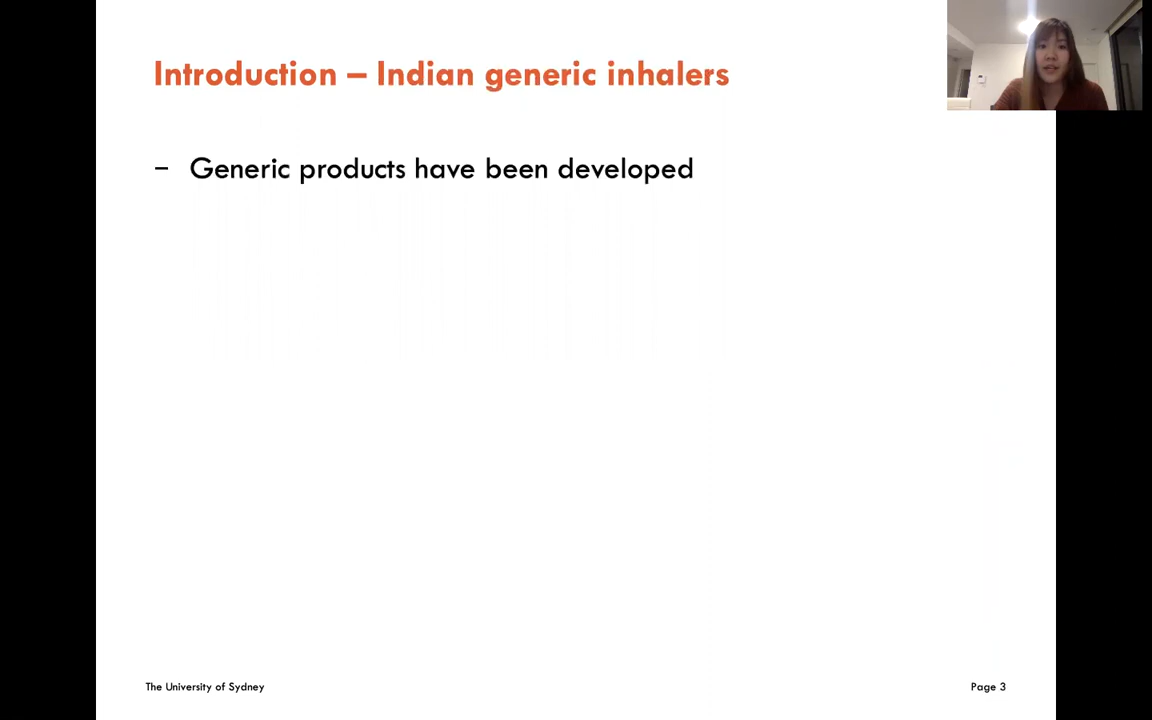 Introduction – Indian generic inhalers
– Generic products have been developed
The University of Sydney
Page 3